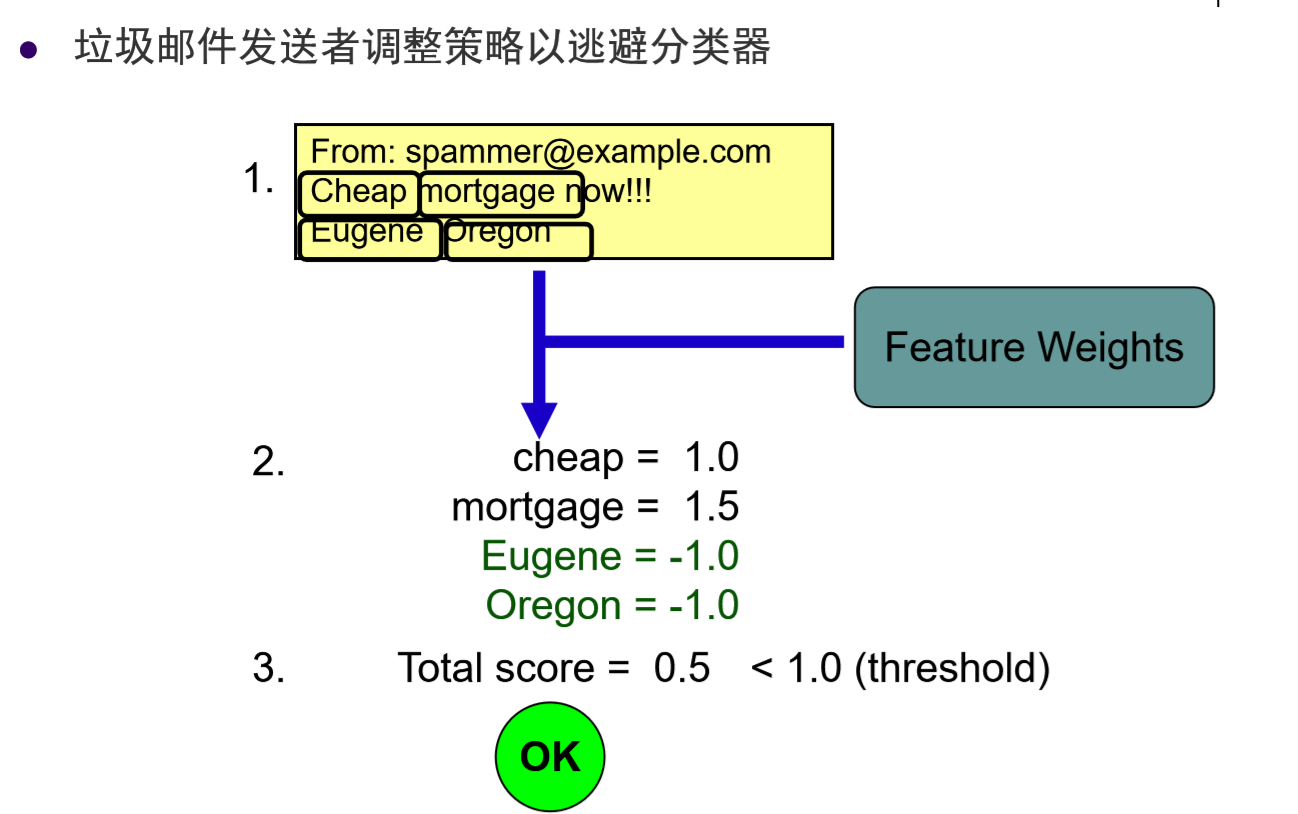 垃圾邮件发送者调整策略以逃避分类器
1.
From: spammer@example.com
Cheap mortgage now!!!
Eugene Oregon
Feature Weights
2.
cheap = 1.0
mortgage = 1.5
Eugene = -1.0
Oregon = -1.0
3.
Total score = 0.5 < 1.0 (threshold)
OK